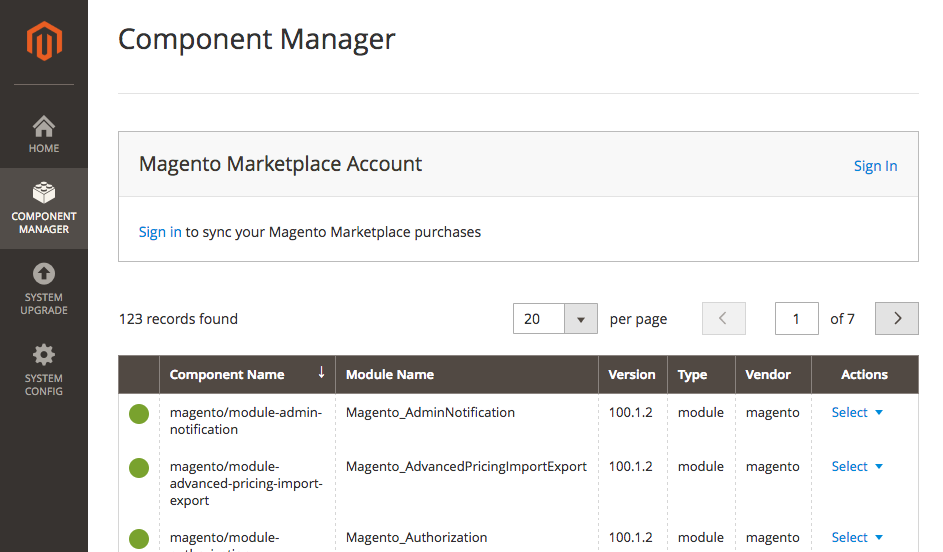 Component Manager
HOME
COMPONENT
MANAGER
SYSTEM
UPGRADE
SYSTEM
CONFIG
Magento Marketplace Account
Sign In
Sign in to sync your Magento Marketplace purchases
123 records found
20
per page
1
of 7
Component Name ↓ Module Name Version Type Vendor Actions
magento/module-admin- Magento_AdminNotification 100.1.2 module magento Select
notification
magento/module- Magento_AdvancedPricingImportExport 100.1.2 module magento Select
advanced-pricing-import-
export
magento/module- Magento_Authorization 100.1.2 module magento Select